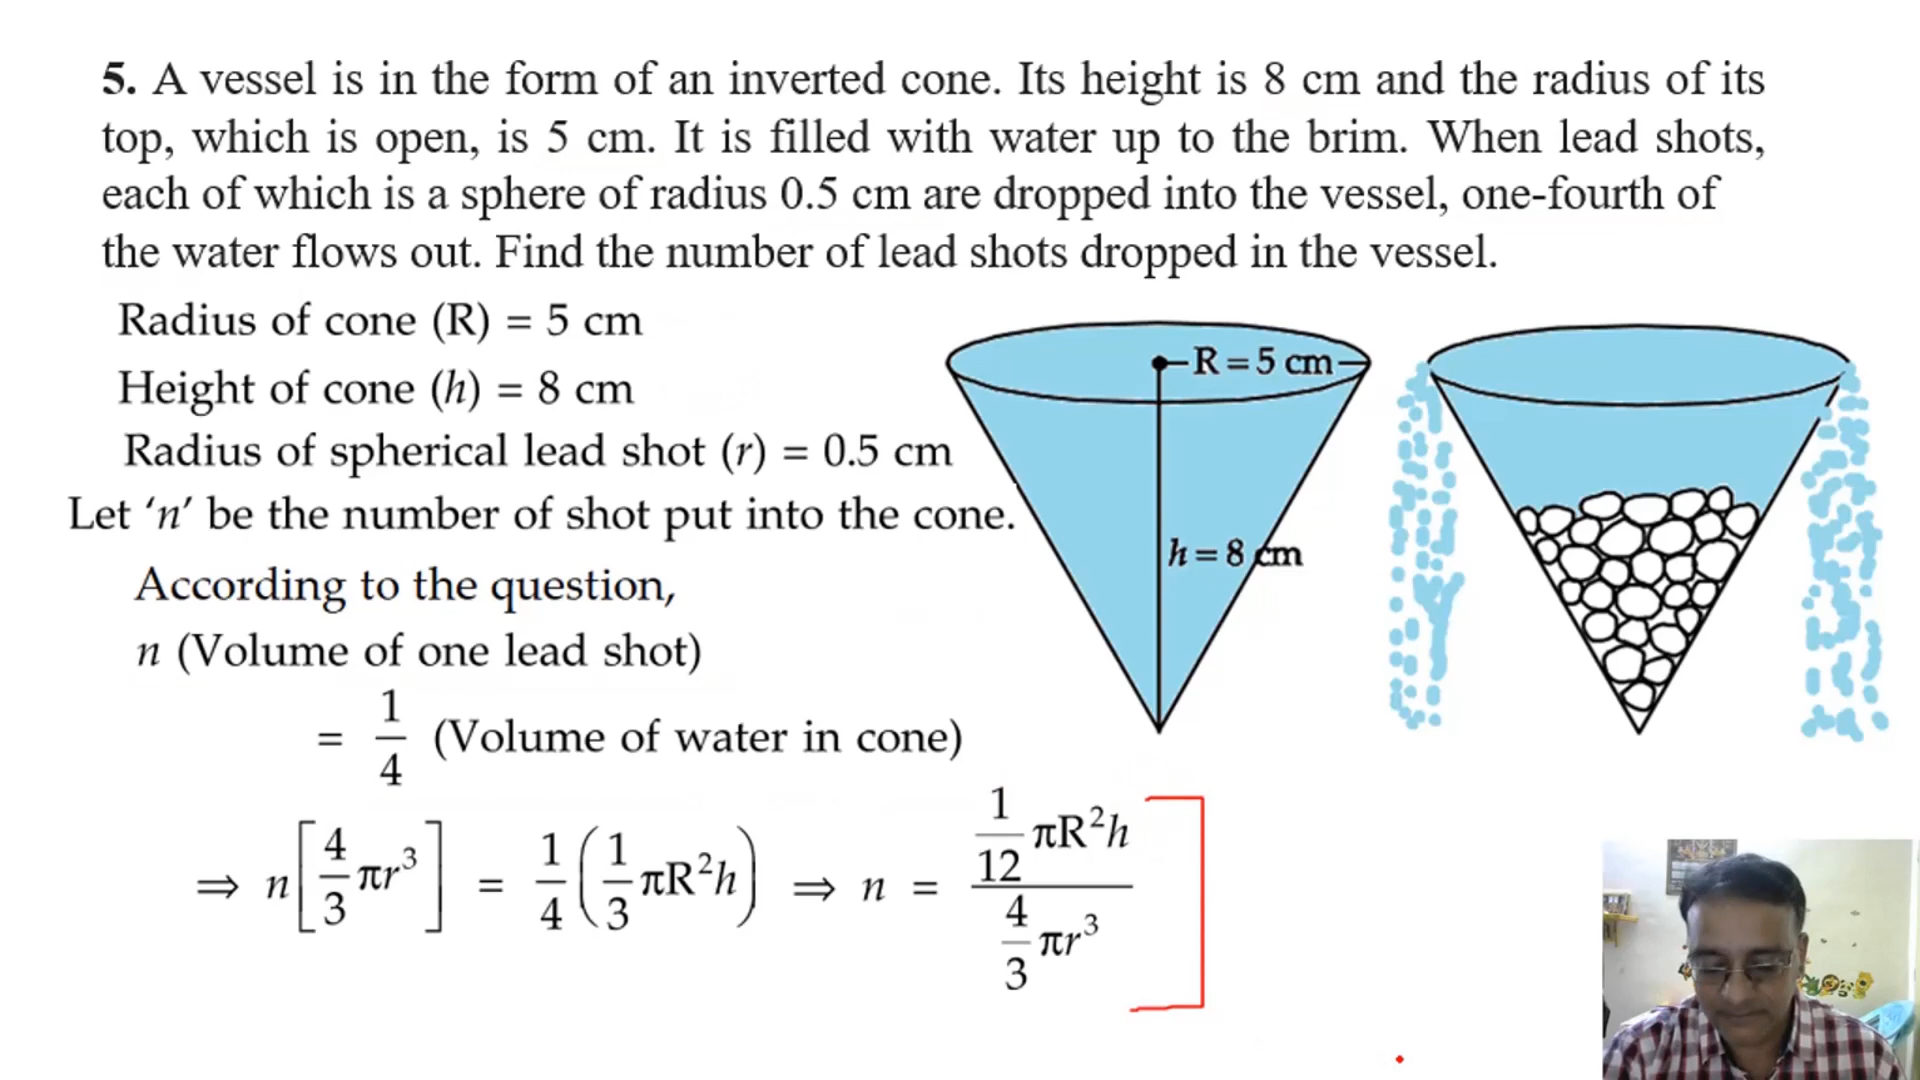 5. A vessel is in the form of an inverted cone. Its height is 8 cm and the radius of its
top, which is open, is 5 cm. It is filled with water up to the brim. When lead shots,
each of which is a sphere of radius 0.5 cm are dropped into the vessel, one-fourth of
the water flows out. Find the number of lead shots dropped in the vessel.
Radius of cone (R) = 5 cm
Height of cone (h) = 8 cm
Radius of spherical lead shot (r) = 0.5 cm
Let ‘n’ be the number of shot put into the cone.
According to the question,
n (Volume of one lead shot)
= 1/4 (Volume of water in cone)
⇒ n[4/3 πr³] = 1/4(1/3 πR²h) ⇒ n = (1/12 πR²h)/(4/3 πr³)
R = 5 cm
h = 8 cm